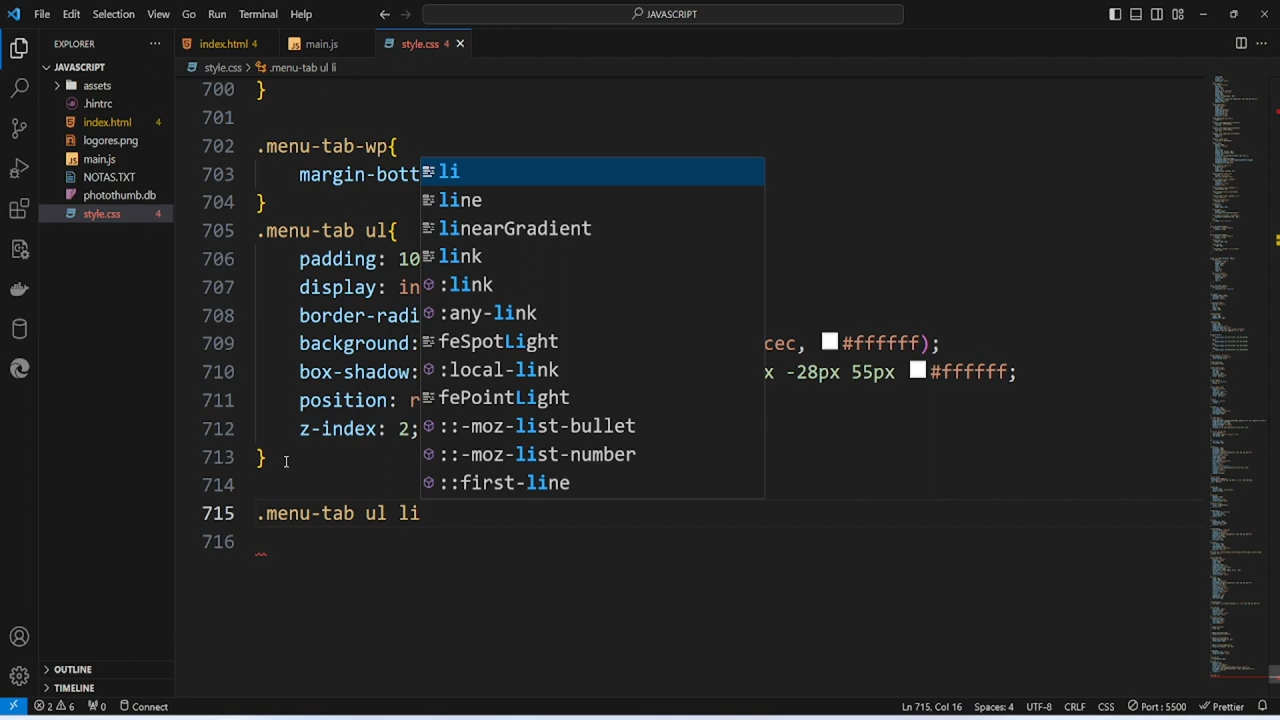 File Edit Selection View Go Run Terminal Help
JAVASCRIPT
EXPLORER
index.html 4
main.js
style.css 4
JAVASCRIPT
style.css > .menu-tab ul li
assets
.hintrc
index.html 4
logores.png
main.js
NOTAS.TXT
photothumb.db
style.css 4
700 }
701
702 .menu-tab-wp{
703 margin-bott
704 }
705 .menu-tab ul{
706 padding: 10
707 display: in
708 border-radi
709 background: cec, #ffffff);
710 box-shadow: x -28px 55px #ffffff;
711 position: r
712 z-index: 2;
713 }
714
715 .menu-tab ul li
716
li
line
lineargradient
link
:link
:any-link
feSpotLight
:local-link
fePointLight
::-moz-list-bullet
::-moz-list-number
::first-line
OUTLINE
TIMELINE
2 6 0 Connect
Ln 715, Col 16 Spaces: 4 UTF-8 CRLF CSS Port : 5500 Prettier